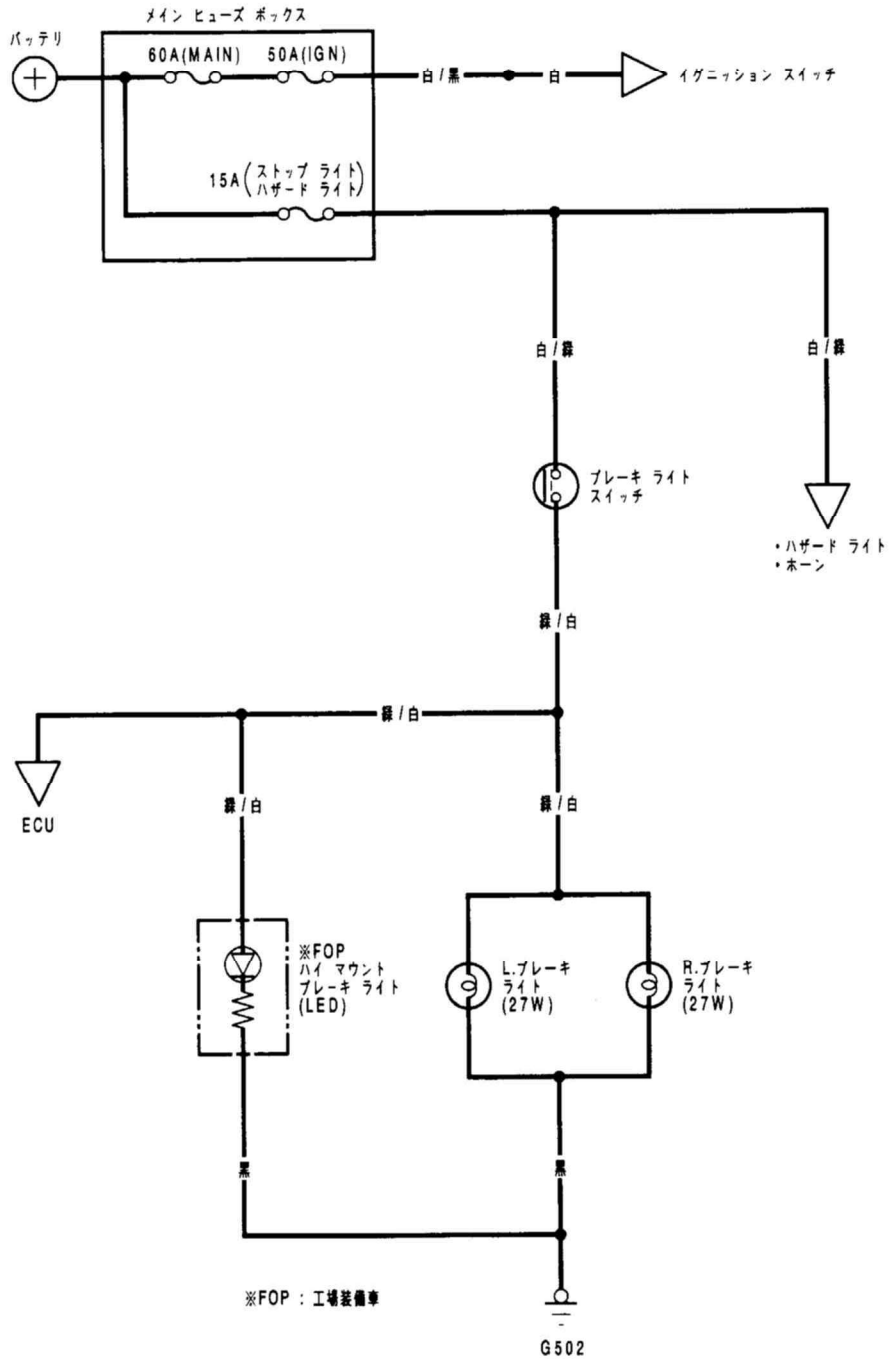 メイン ヒューズ ボックス
バッテリ
60A(MAIN)
50A(IGN)
白/黒
白
イグニッション スイッチ
15A(ストップ ライト
ハザード ライト)
白/緑
白/緑
ブレーキ ライト
スイッチ
・ハザード ライト
・ホーン
緑/白
緑/白
ECU
緑/白
緑/白
※FOP
ハイ マウント
ブレーキ ライト
(LED)
L.ブレーキ
ライト
(27W)
R.ブレーキ
ライト
(27W)
黒
黒
※FOP : 工場装備車
G502